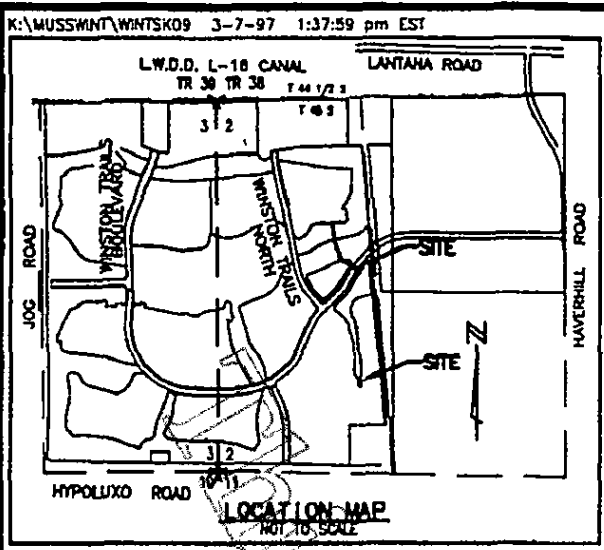 K:\MUSSWINT\WINTSK09 3-7-97 1:37:59 pm EST
L.W.D.D. L-18 CANAL
LANTANA ROAD
TR 39 TR 38
T 44 1/2 S
T 45 S
3 2
WINSTON TRAILS
BOULEVARD
WINSTON TRAILS
NORTH
JOG ROAD
HAVERHILL ROAD
SITE
N
SITE
3 2
10 11
HYPOLUXO ROAD
LOCATION MAP
NOT TO SCALE